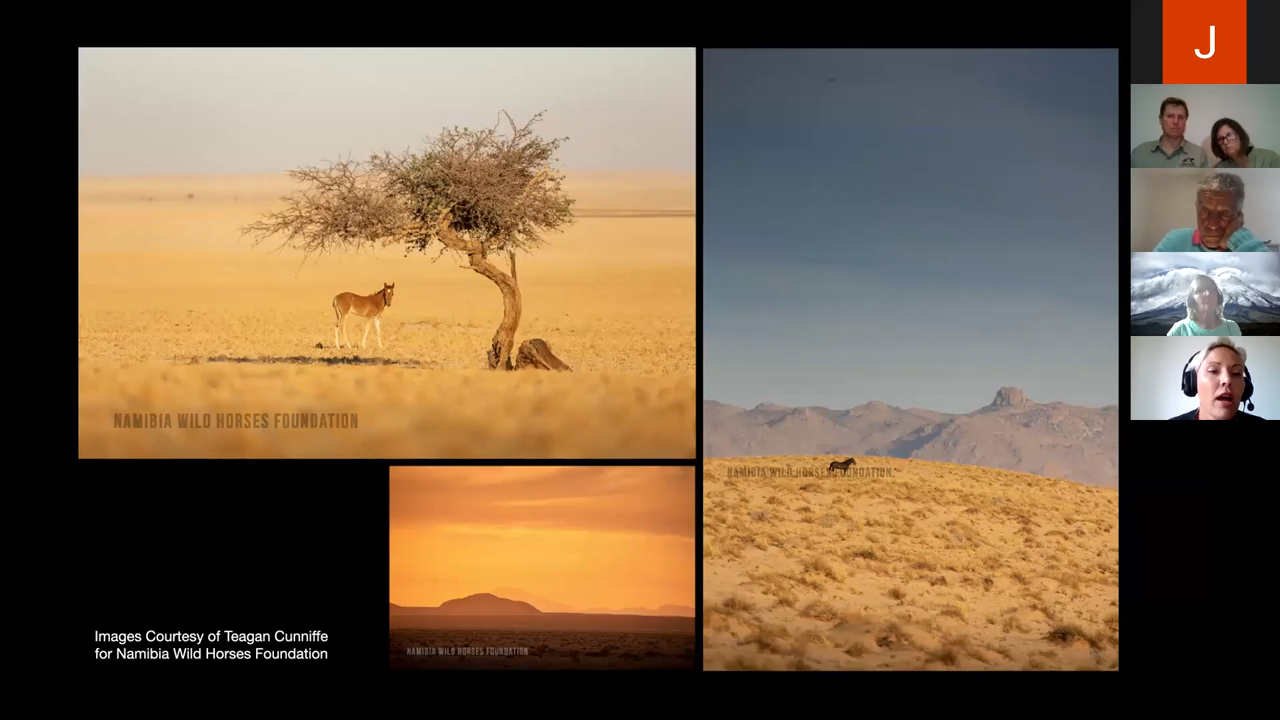 J
NAMIBIA WILD HORSES FOUNDATION
NAMIBIA WILD HORSES FOUNDATION
NAMIBIA WILD HORSES FOUNDATION
Images Courtesy of Teagan Cunniffe
for Namibia Wild Horses Foundation